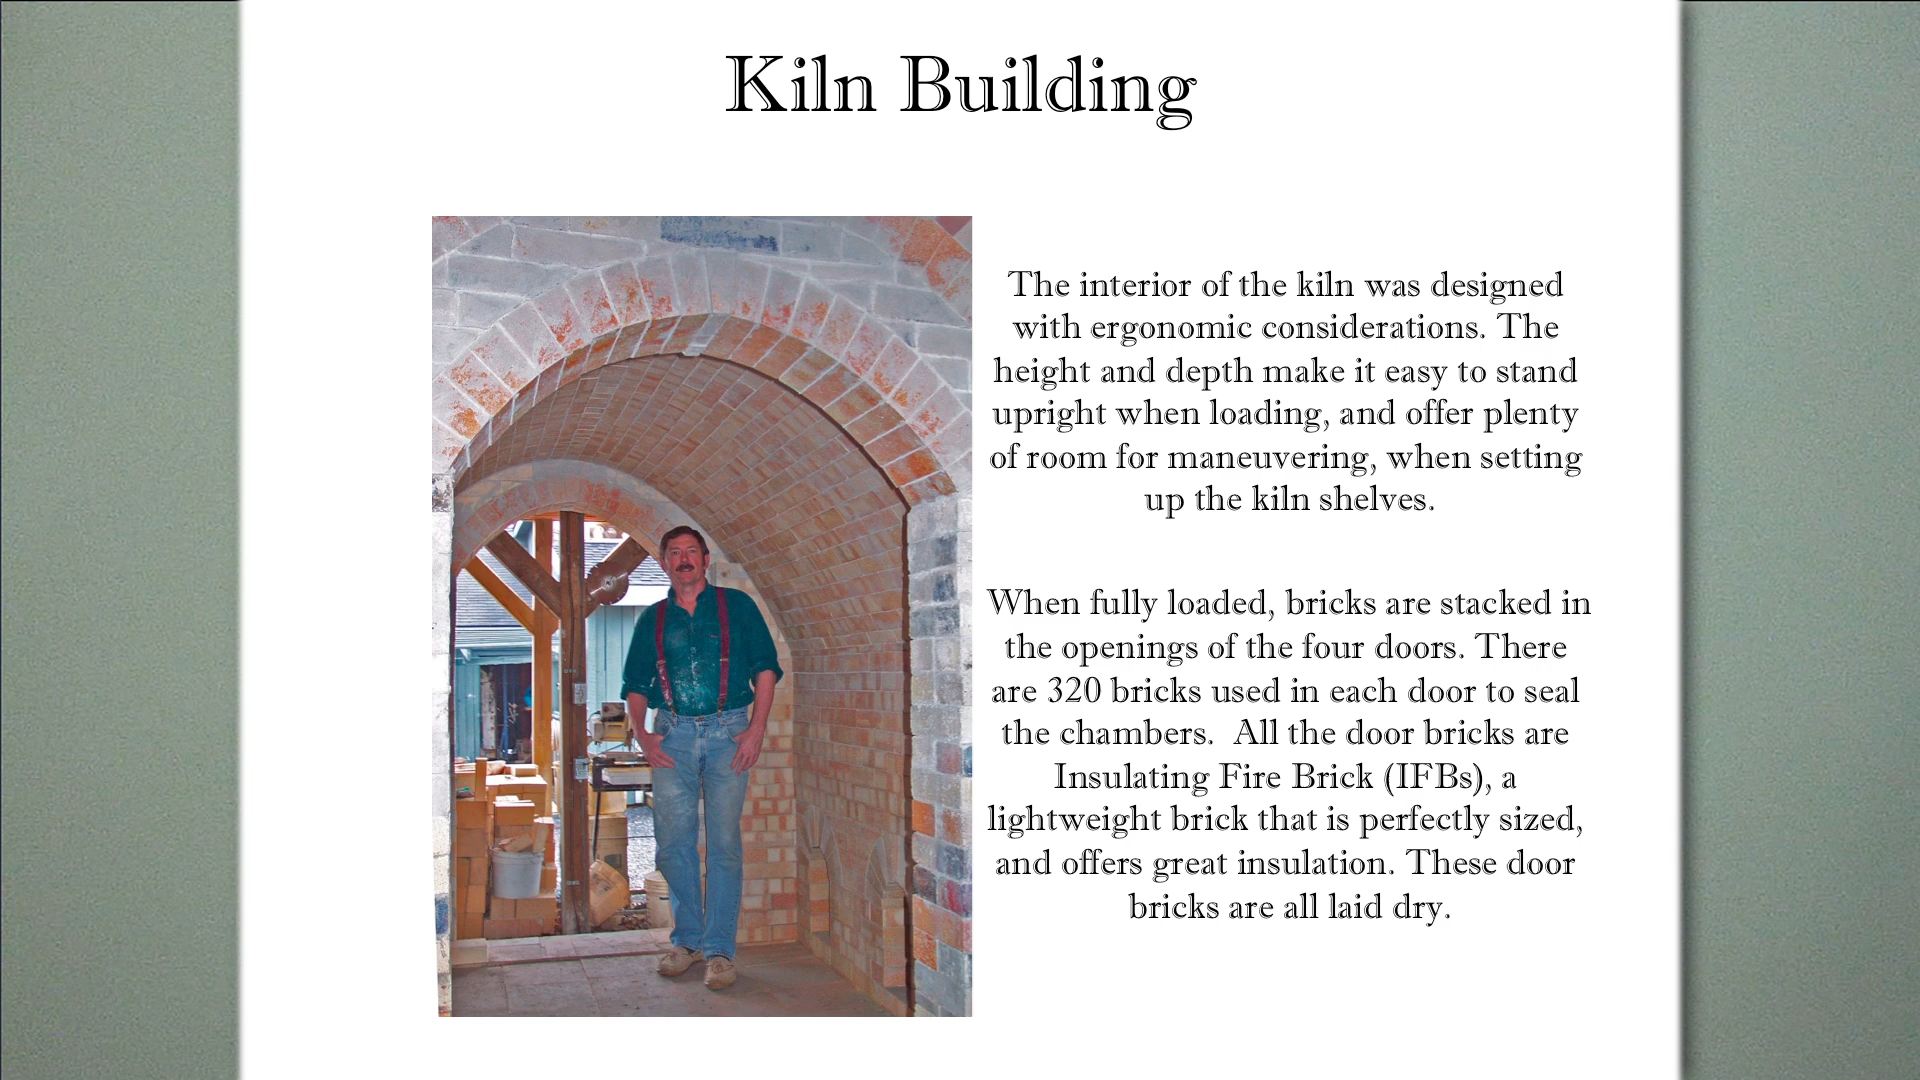 Kiln Building
The interior of the kiln was designed
with ergonomic considerations. The
height and depth make it easy to stand
upright when loading, and offer plenty
of room for maneuvering, when setting
up the kiln shelves.
When fully loaded, bricks are stacked in
the openings of the four doors. There
are 320 bricks used in each door to seal
the chambers.  All the door bricks are
Insulating Fire Brick (IFBs), a
lightweight brick that is perfectly sized,
and offers great insulation. These door
bricks are all laid dry.